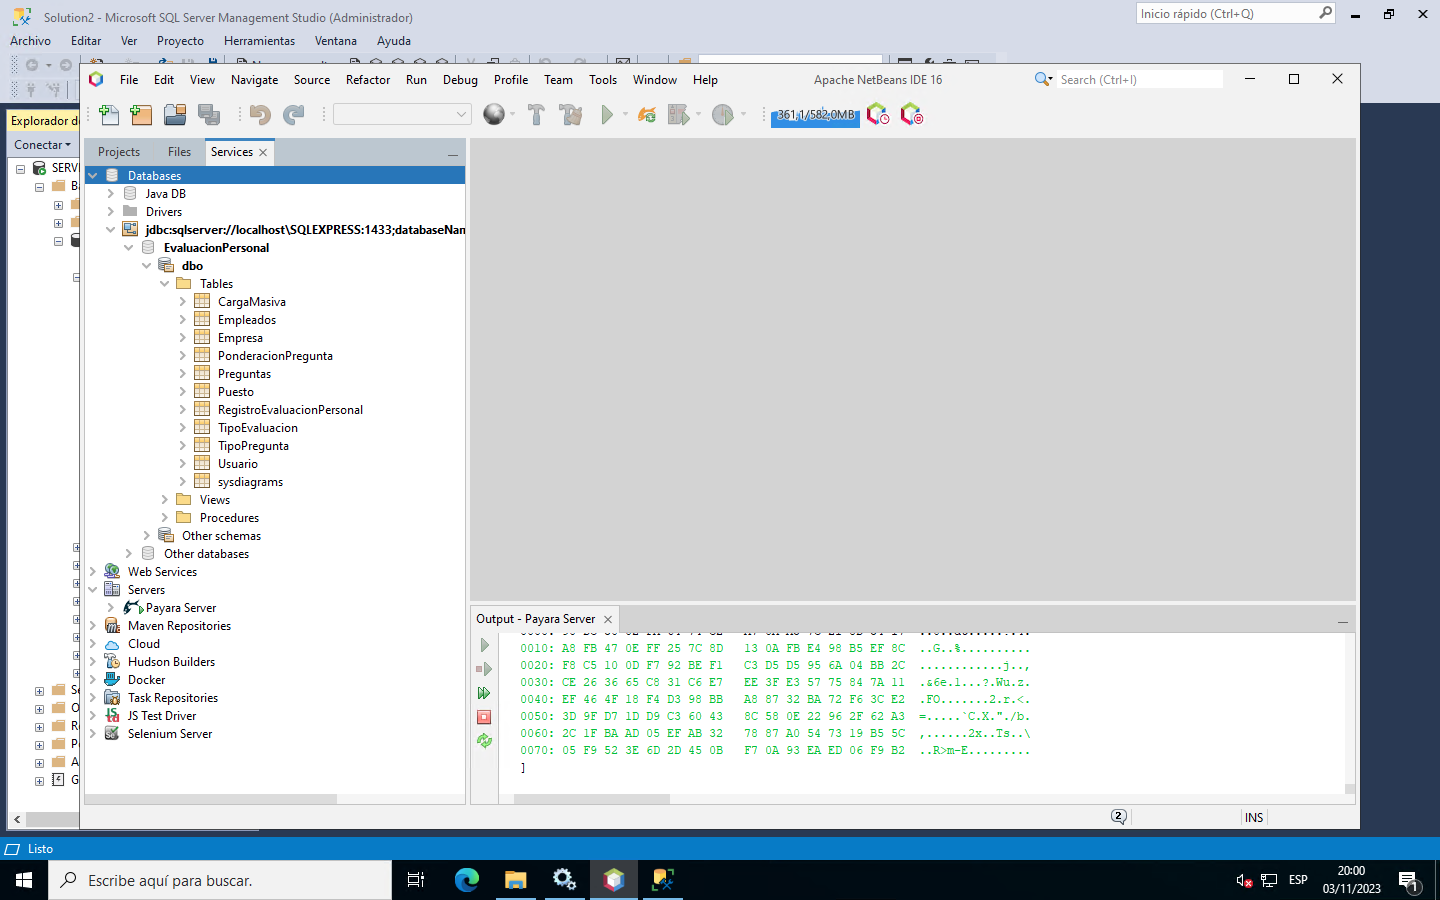 Solution2 - Microsoft SQL Server Management Studio (Administrador)
Inicio rápido (Ctrl+Q)
Archivo Editar Ver Proyecto Herramientas Ventana Ayuda
File Edit View Navigate Source Refactor Run Debug Profile Team Tools Window Help
Apache NetBeans IDE 16
Search (Ctrl+I)
361,1/582,0MB
Explorador de
Conectar
SERV
Projects Files Services
Databases
Java DB
Drivers
jdbc:sqlserver://localhost\SQLEXPRESS:1433;databaseNam
EvaluacionPersonal
dbo
Tables
CargaMasiva
Empleados
Empresa
PonderacionPregunta
Preguntas
Puesto
RegistroEvaluacionPersonal
TipoEvaluacion
TipoPregunta
Usuario
sysdiagrams
Views
Procedures
Other schemas
Other databases
Web Services
Servers
Payara Server
Maven Repositories
Cloud
Hudson Builders
Docker
Task Repositories
JS Test Driver
Selenium Server
Output - Payara Server
0010: A8 FB 47 0E FF 25 7C 8D 13 0A FB E4 98 B5 EF 8C ..G..%..........
0020: F8 C5 10 0D F7 92 BE F1 C3 D5 D5 95 6A 04 BB 2C ............j..,
0030: CE 26 36 65 C8 31 C6 E7 EE 3F E3 57 75 84 7A 11 .&6e.1...?.Wu.z.
0040: EF 46 4F 18 F4 D3 98 BB A8 87 32 BA 72 F6 3C E2 .FO.......2.r.<.
0050: 3D 9F D7 1D D9 C3 60 43 8C 58 0E 22 96 2F 62 A3 =.....`C.X."./b.
0060: 2C 1F BA AD 05 EF AB 32 78 87 A0 54 73 19 B5 5C ,......2x..Ts..\
0070: 05 F9 52 3E 6D 2D 45 0B F7 0A 93 EA ED 06 F9 B2 ..R>m-E.........
]
2
INS
Listo
Escribe aquí para buscar.
ESP
20:00
03/11/2023
1